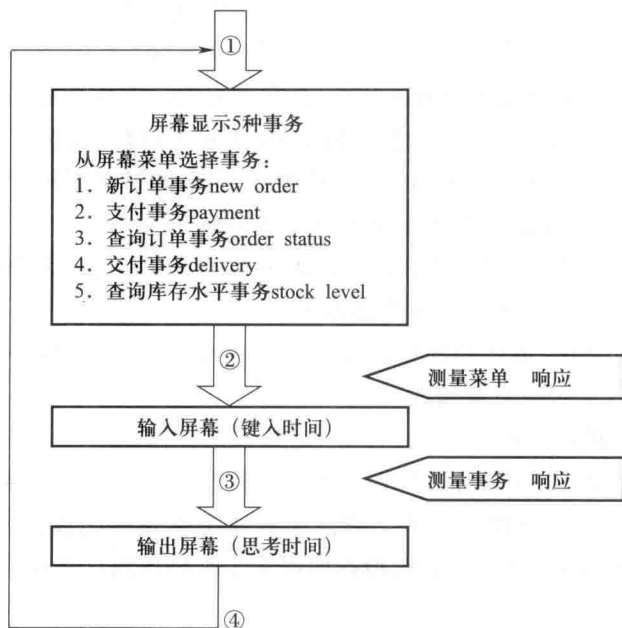 ①
屏幕显示5种事务
从屏幕菜单选择事务：
1．新订单事务new order
2．支付事务payment
3．查询订单事务order status
4．交付事务delivery
5．查询库存水平事务stock level
②
测量菜单 响应
输入屏幕（键入时间）
③
测量事务 响应
输出屏幕（思考时间）
④